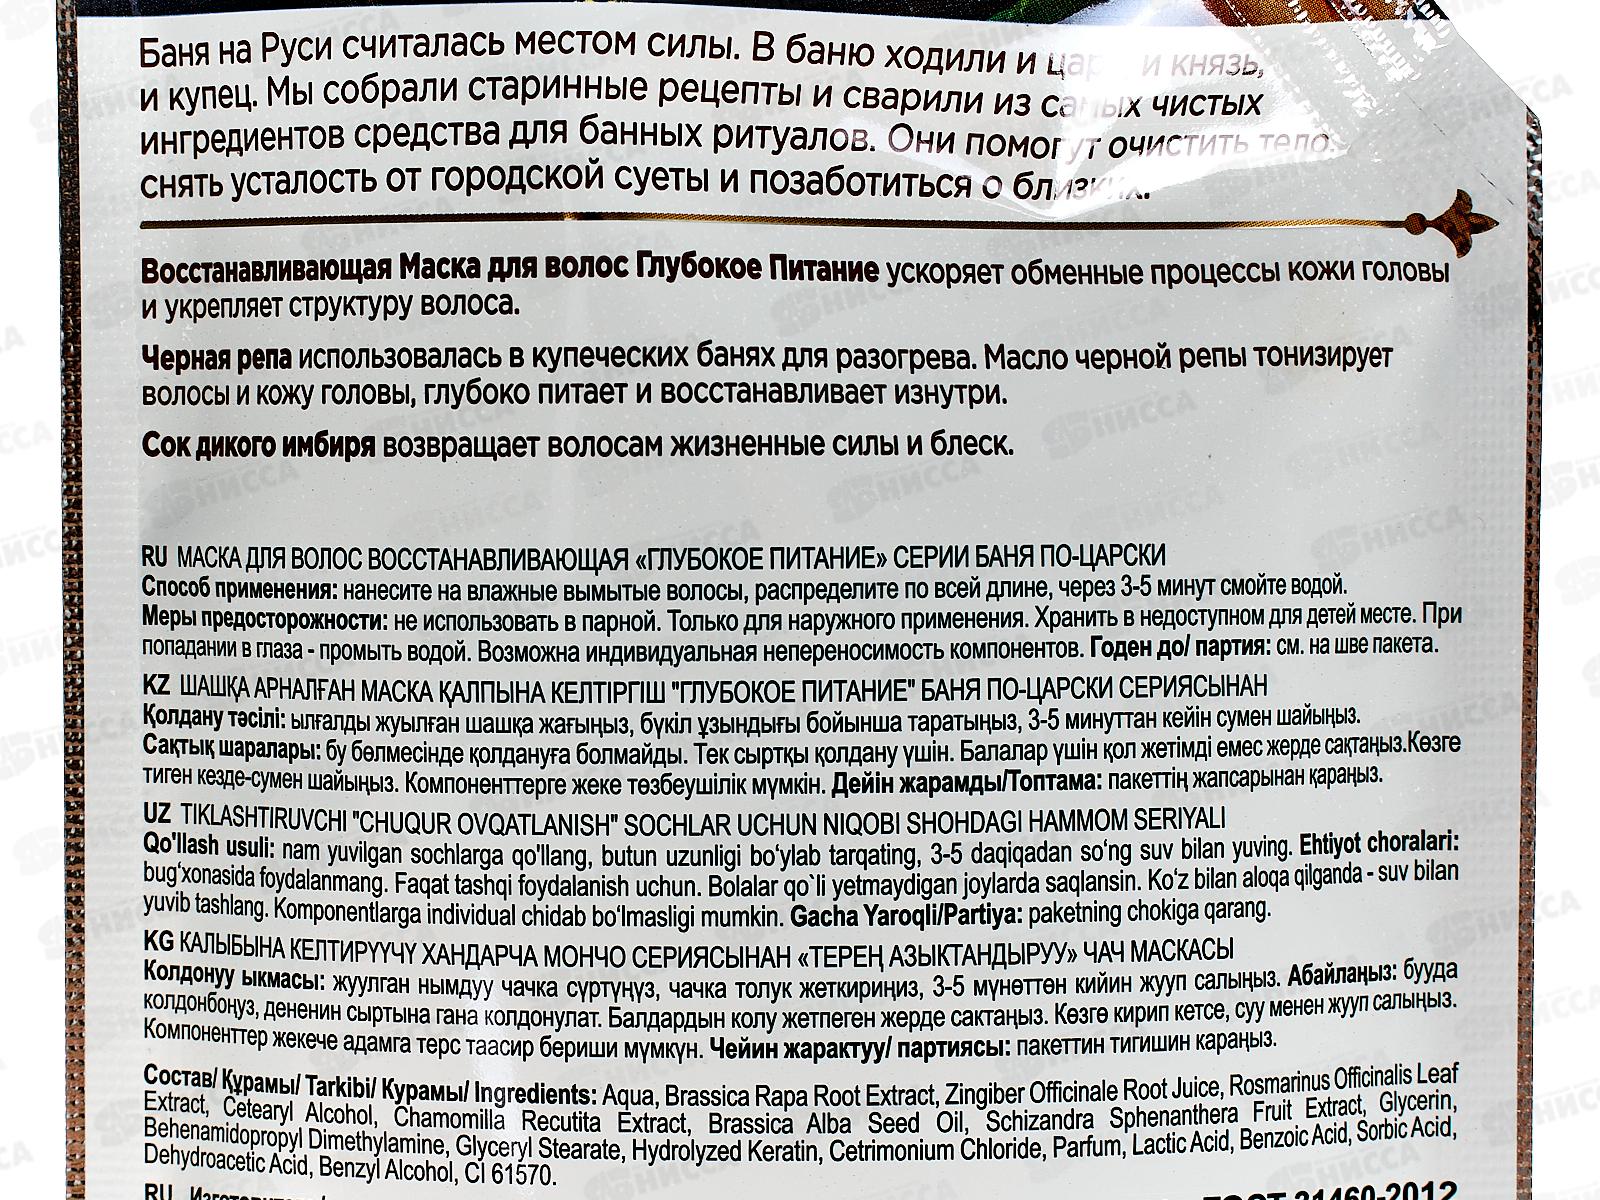 Баня на Руси считалась местом силы. В баню ходили и и князь,
и купец. Мы собрали старинные рецепты и сварили из самых чистых
ингредиентов средства для банных ритуалов. Они помогут очистить тело,
снять усталость от городской суеты и позаботиться о близких.
Восстанавливающая Маска для волос Глубокое Питание ускоряет обменные процессы кожи головы
и укрепляет структуру волоса.
Черная репа использовалась в купеческих банях для разогрева. Масло черной репы тонизирует
волосы и кожу головы, глубоко питает и восстанавливает изнутри.
Сок дикого имбиря возвращает волосам жизненные силы и блеск.
RU МАСКА ДЛЯ ВОЛОС ВОССТАНАВЛИВАЮЩАЯ «ГЛУБОКОЕ ПИТАНИЕ» СЕРИИ БАНЯ ПО-ЦАРСКИ
Способ применения: нанесите на влажные вымытые волосы, распределите по всей длине, через 3-5 минут смойте водой.
Меры предосторожности: не использовать в парной. Только для наружного применения. Хранить в недоступном для детей месте. При
попадании в глаза - промыть водой. Возможна индивидуальная непереносимость компонентов. Годен до/ партия: см. на шве пакета.
KZ ШАШҚА АРНАЛҒАН МАСКА ҚАЛПЫНА КЕЛТІРГІШ "ГЛУБОКОЕ ПИТАНИЕ" БАНЯ ПО-ЦАРСКИ СЕРИЯСЫНАН
Қолдану тәсілі: ылғалды жуылған шашқа жағыңыз, бүкіл ұзындығы бойынша таратыңыз, 3-5 минуттан кейін сумен шайыңыз.
Сақтық шаралары: бу бөлмесінде қолдануға болмайды. Тек сыртқы қолдану үшін. Балалар үшін қол жетімді емес жерде сақтаңыз.Көзге
тиген кезде-сумен шайыңыз. Компоненттерге жеке төзбеушілік мүмкін. Дейін жарамды/Топтама: пакеттің жапсарынан қараңыз.
UZ TIKLASHTIRUVCHI "CHUQUR OVQATLANISH" SOCHLAR UCHUN NIQOBI SHOHDAGI HAMMOM SERIYALI
Qo'llash usuli: nam yuvilgan sochlarga qo'llang, butun uzunligi bo‘ylab tarqating, 3-5 daqiqadan so‘ng suv bilan yuving. Ehtiyot choralari:
bug‘xonasida foydalanmang. Faqat tashqi foydalanish uchun. Bolalar qo`li yetmaydigan joylarda saqlansin. Ko‘z bilan aloqa qilganda - suv bilan
yuvib tashlang. Komponentlarga individual chidab bo‘lmasligi mumkin. Gacha Yaroqli/Partiya: paketning chokiga qarang.
KG КАЛЫБЫНА КЕЛТИРҮҮЧҮ ХАНДАРЧА МОНЧО СЕРИЯСЫНАН «ТЕРЕҢ АЗЫКТАНДЫРУУ» ЧАЧ МАСКАСЫ
Колдонуу ыкмасы: жуулган нымдуу чачка сүртүңүз, чачка толук жеткириңиз, 3-5 мүнөттөн кийин жууп салыңыз. Абайлаңыз: бууда
колдонбоңуз, дененин сыртына гана колдонулат. Балдардын колу жетпеген жерде сактаңыз. Көзгө кирип кетсе, суу менен жууп салыңыз.
Компоненттер жекече адамга терс таасир бериши мүмкүн. Чейин жарактуу/ партиясы: пакеттин тигишин караңыз.
Состав/ Құрамы/ Tarkibi/ Курамы/ Ingredients: Aqua, Brassica Rapa Root Extract, Zingiber Officinale Root Juice, Rosmarinus Officinalis Leaf
Extract, Cetearyl Alcohol, Chamomilla Recutita Extract, Brassica Alba Seed Oil, Schizandra Sphenanthera Fruit Extract, Glycerin,
Behenamidopropyl Dimethylamine, Glyceryl Stearate, Hydrolyzed Keratin, Cetrimonium Chloride, Parfum, Lactic Acid, Benzoic Acid, Sorbic Acid,
Dehydroacetic Acid, Benzyl Alcohol, CI 61570.
RU Изготовитель/ ГОСТ 31460-2012